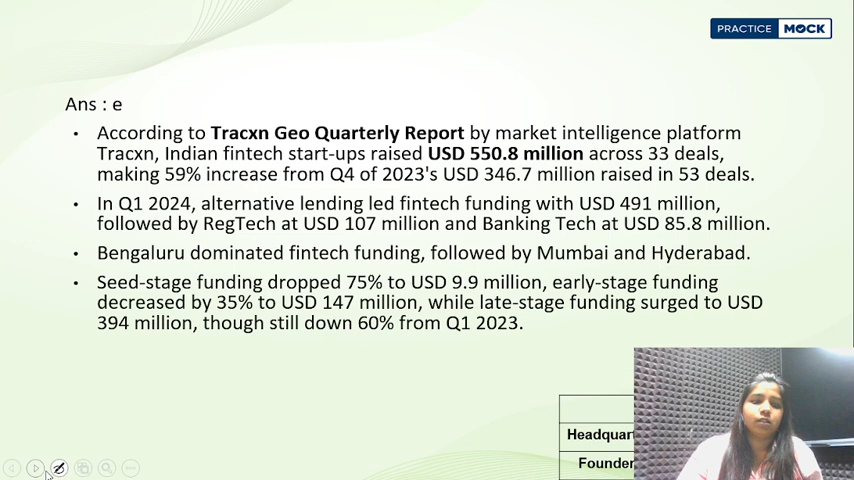 PRACTICE MOCK
Ans : e
• According to Tracxn Geo Quarterly Report by market intelligence platform
Tracxn, Indian fintech start-ups raised USD 550.8 million across 33 deals,
making 59% increase from Q4 of 2023's USD 346.7 million raised in 53 deals.
• In Q1 2024, alternative lending led fintech funding with USD 491 million,
followed by RegTech at USD 107 million and Banking Tech at USD 85.8 million.
• Bengaluru dominated fintech funding, followed by Mumbai and Hyderabad.
• Seed-stage funding dropped 75% to USD 9.9 million, early-stage funding
decreased by 35% to USD 147 million, while late-stage funding surged to USD
394 million, though still down 60% from Q1 2023.
Headquart
Founder